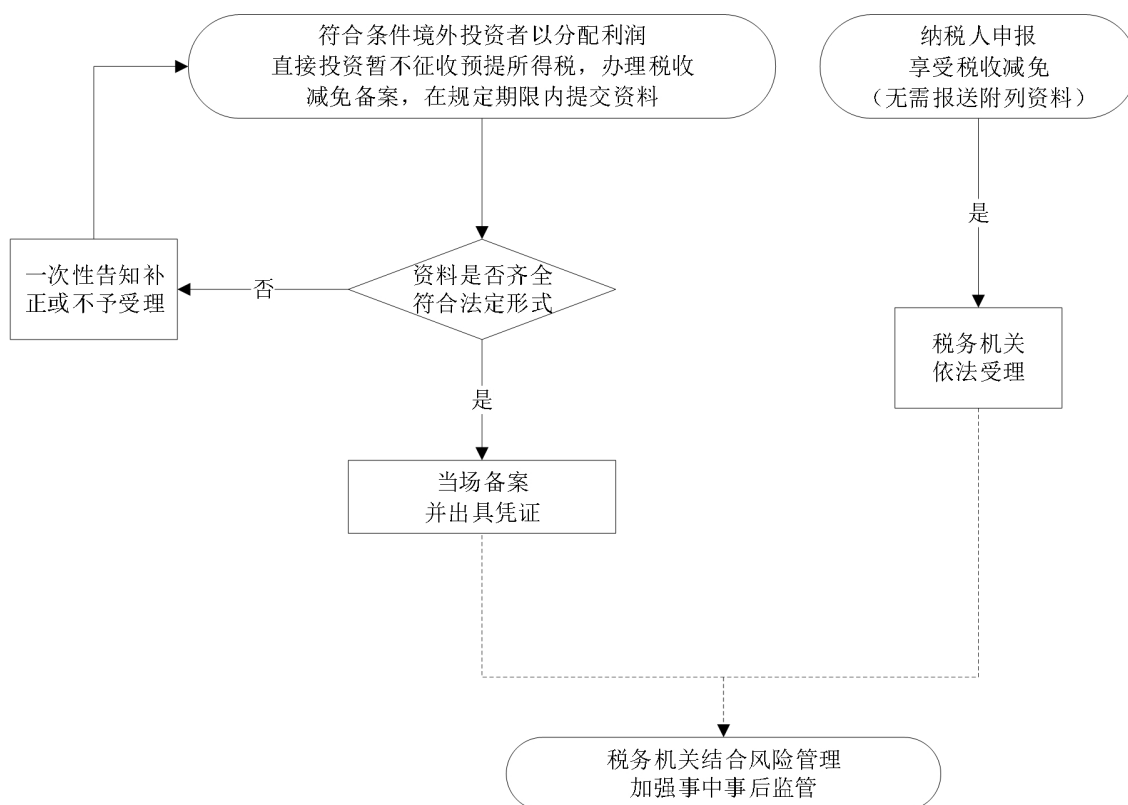 符合条件境外投资者以分配利润
直接投资暂不征收预提所得税，办理税收
减免备案，在规定期限内提交资料
纳税人申报
享受税收减免
（无需报送附列资料）
是
一次性告知补
正或不予受理
否
资料是否齐全
符合法定形式
税务机关
依法受理
是
当场备案
并出具凭证
税务机关结合风险管理
加强事中事后监管